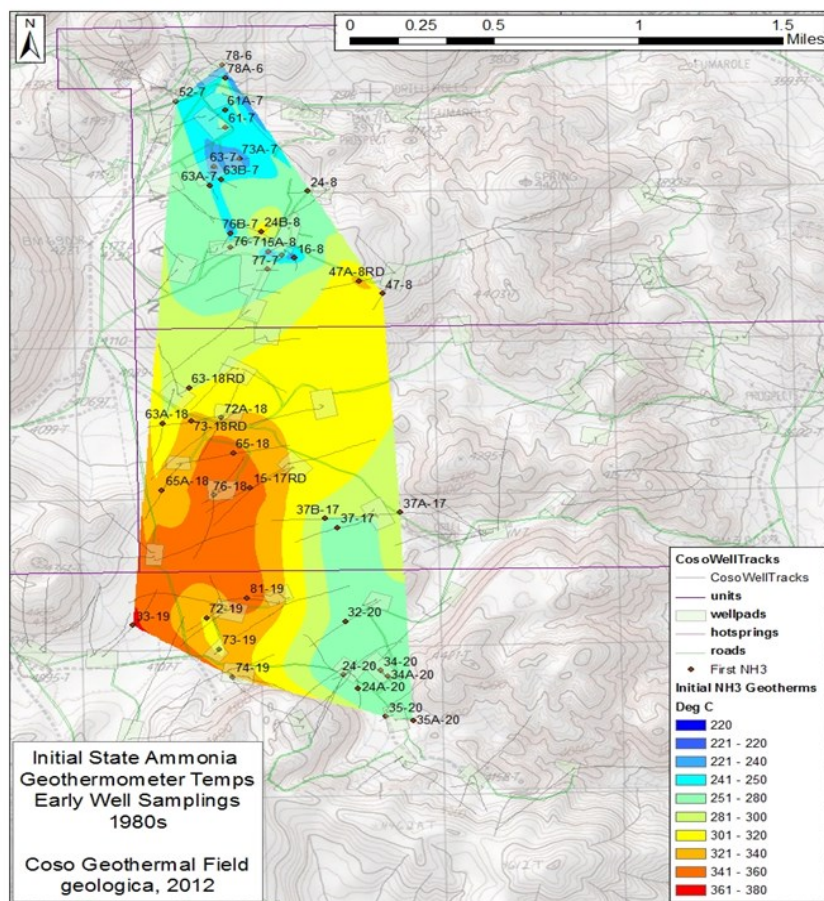 N
0 0.25 0.5 1 1.5
Miles
78-6
78A-6
52-7
61A-7
61-7
73A-7
63-7
63B-7
63A-7
24-8
76B-7
24B-8
76-7
15A-8
16-8
77-7
47A-8RD
47-8
FUMAROLE
FUMAROLE
PROSPECT
SPRING
63-18RD
72A-18
63A-18
73-18RD
65-18
65A-18
76-18
15-17RD
37B-17
37A-17
37-17
81-19
72-19
73-19
74-19
32-20
24-20
34-20
34A-20
24A-20
35-20
35A-20
CosoWellTracks
CosoWellTracks
units
wellpads
hotsprings
roads
First NH3
Initial NH3 Geotherms
Deg C
220
221 - 220
221 - 240
241 - 250
251 - 280
281 - 300
301 - 320
321 - 340
341 - 360
361 - 380
Initial State Ammonia
Geothermometer Temps
Early Well Samplings
1980s
Coso Geothermal Field
geologica, 2012